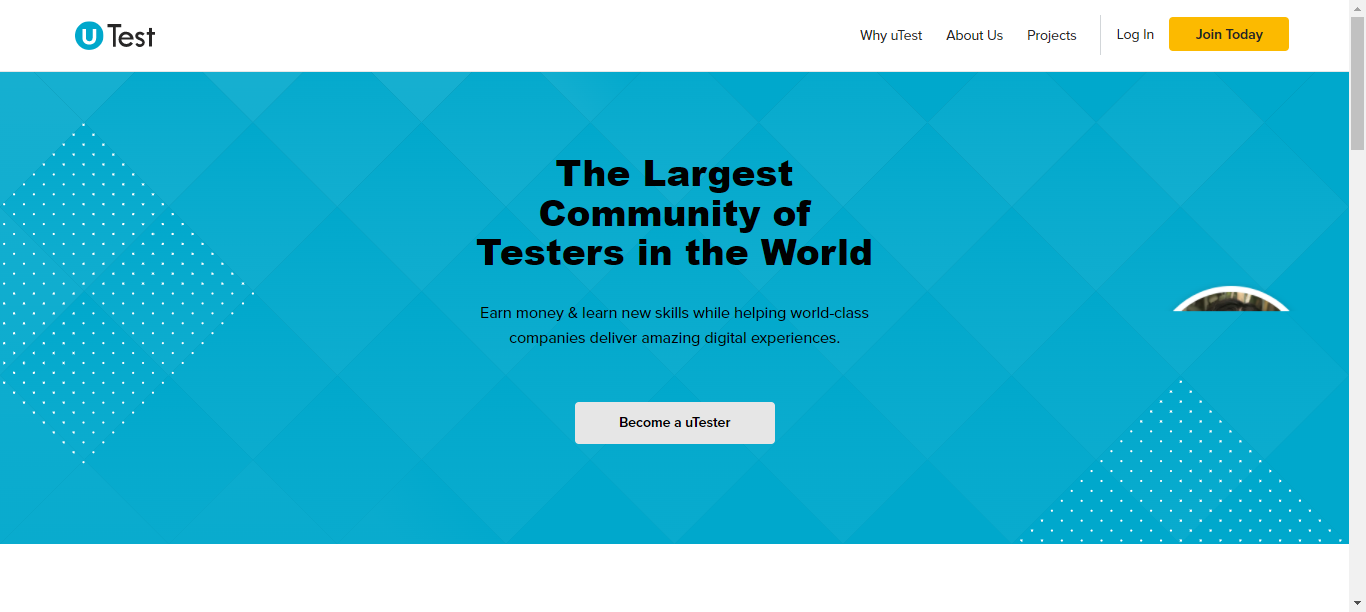 uTest
Why uTest
About Us
Projects
Log In
Join Today
The Largest
Community of
Testers in the World
Earn money & learn new skills while helping world-class
companies deliver amazing digital experiences.
Become a uTester